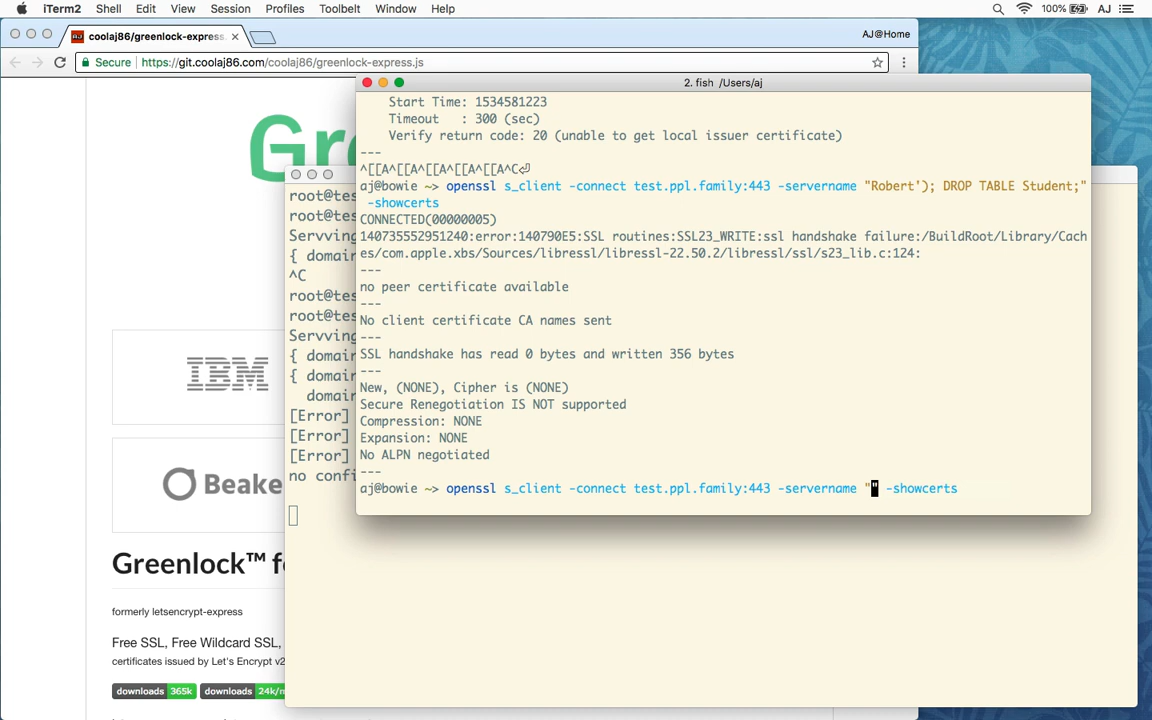 iTerm2 Shell Edit View Session Profiles Toolbelt Window Help 100% AJ
coolaj86/greenlock-express. × AJ@Home
Secure https://git.coolaj86.com/coolaj86/greenlock-express.js
2. fish /Users/aj
Start Time: 1534581223
Timeout : 300 (sec)
Verify return code: 20 (unable to get local issuer certificate)
---
^[[A^[[A^[[A^[[A^[[A^C⏎
aj@bowie ~> openssl s_client -connect test.ppl.family:443 -servername "Robert'); DROP TABLE Student;"
-showcerts
CONNECTED(00000005)
140735552951240:error:140790E5:SSL routines:SSL23_WRITE:ssl handshake failure:/BuildRoot/Library/Cach
es/com.apple.xbs/Sources/libressl/libressl-22.50.2/libressl/ssl/s23_lib.c:124:
---
no peer certificate available
---
No client certificate CA names sent
---
SSL handshake has read 0 bytes and written 356 bytes
---
New, (NONE), Cipher is (NONE)
Secure Renegotiation IS NOT supported
Compression: NONE
Expansion: NONE
No ALPN negotiated
---
aj@bowie ~> openssl s_client -connect test.ppl.family:443 -servername "" -showcerts
root@tes
root@tes
Servving
{ domain
^C
root@tes
root@tes
Servving
{ domain
{ domain
domain
[Error]
[Error]
[Error]
no confi
Gre
IBM
Beake
Greenlock™ f
formerly letsencrypt-express
Free SSL, Free Wildcard SSL,
certificates issued by Let's Encrypt v2
downloads 365k downloads 24k/m